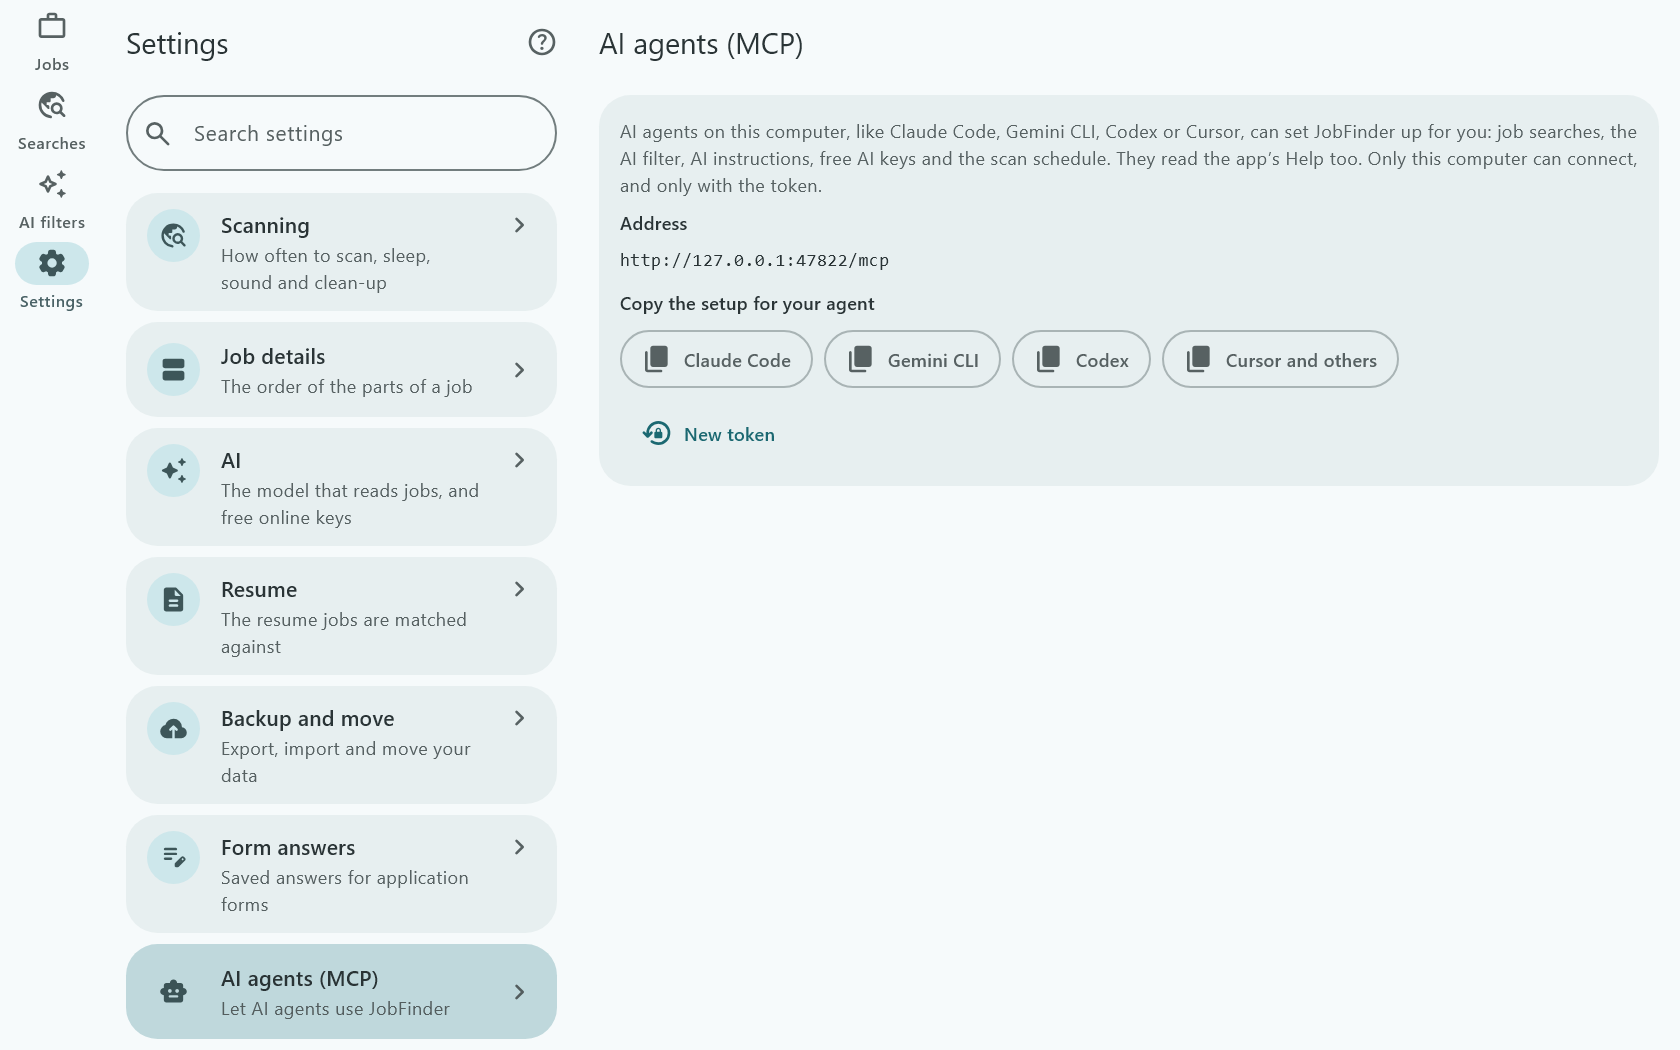 Jobs
Searches
AI filters
Settings
Settings
Search settings
Scanning
How often to scan, sleep,
sound and clean-up
Job details
The order of the parts of a job
AI
The model that reads jobs, and
free online keys
Resume
The resume jobs are matched
against
Backup and move
Export, import and move your
data
Form answers
Saved answers for application
forms
AI agents (MCP)
Let AI agents use JobFinder
AI agents (MCP)
AI agents on this computer, like Claude Code, Gemini CLI, Codex or Cursor, can set JobFinder up for you: job searches, the
AI filter, AI instructions, free AI keys and the scan schedule. They read the app’s Help too. Only this computer can connect,
and only with the token.
Address
http://127.0.0.1:47822/mcp
Copy the setup for your agent
Claude Code
Gemini CLI
Codex
Cursor and others
New token